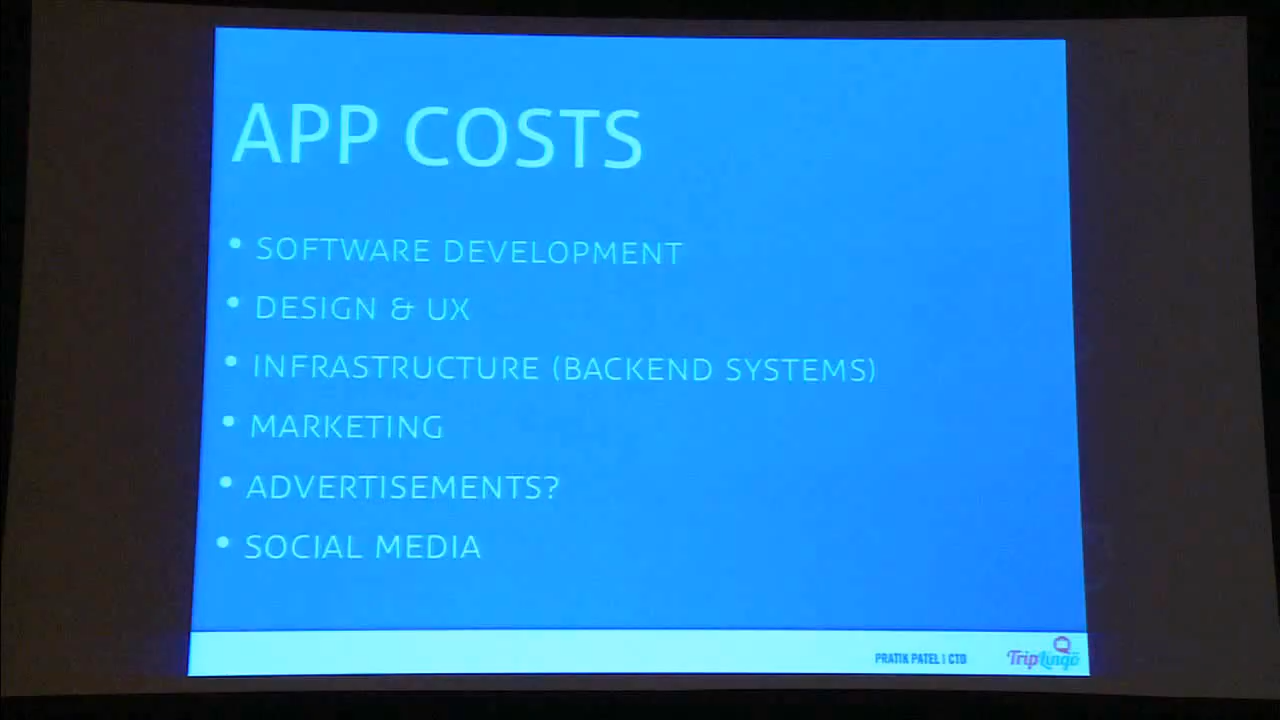 APP COSTS
• SOFTWARE DEVELOPMENT
• DESIGN & UX
• INFRASTRUCTURE (BACKEND SYSTEMS)
• MARKETING
• ADVERTISEMENTS?
• SOCIAL MEDIA
PRATIK PATEL | CTO
TripLingo